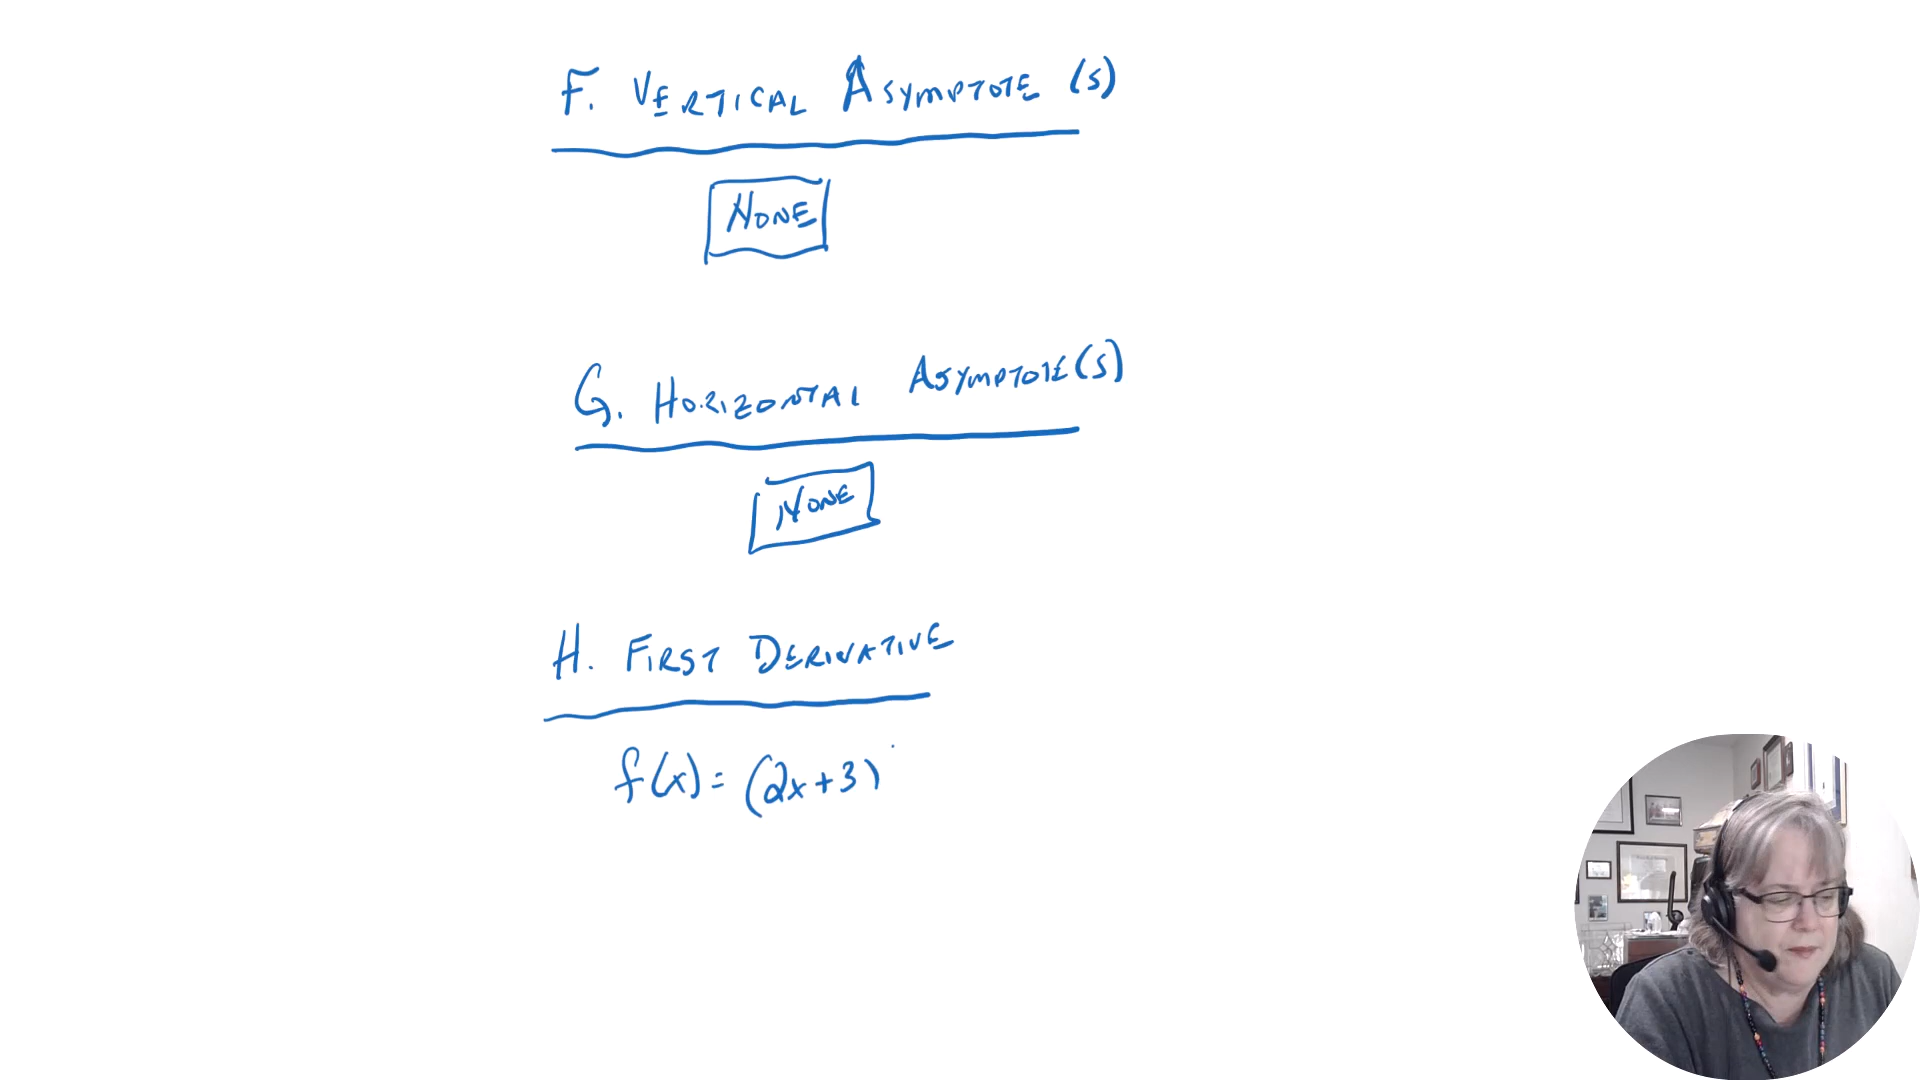 F. VERTICAL ASYMPTOTE (S)
NONE
G. HORIZONTAL ASYMPTOTE(S)
NONE
H. FIRST DERIVATIVE
f(x) = (2x+3)